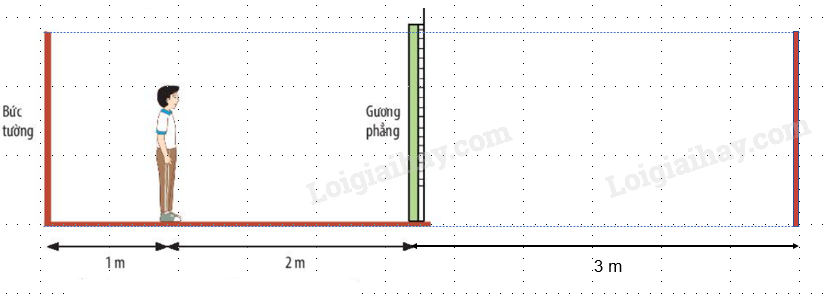 Bức
tường
Gương
phẳng
Loigiaihay.com
Loigiaihay.com
1 m
2 m
3 m